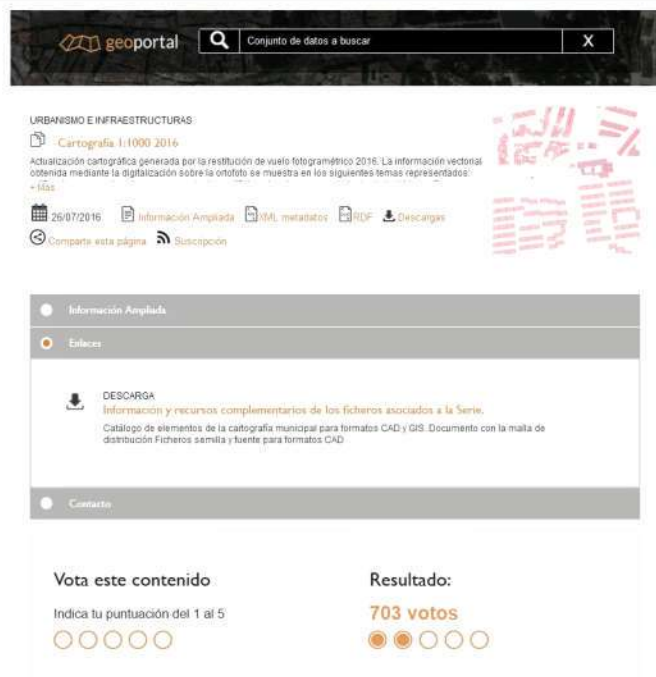 geoportal
Conjunto de datos a buscar
X
URBANISMO E INFRAESTRUCTURAS
Cartografía 1:1000 2016
Actualización cartográfica generada por la restitución de vuelo fotogramétrico 2016. La información vectorial
obtenida mediante la digitalización sobre la ortofoto se muestra en los siguientes temas representados:
+ Más
26/07/2016 Información Ampliada XML metadatos RDF Descargas
Comparte esta página Suscripción
Información Ampliada
Enlaces
DESCARGA
Información y recursos complementarios de los ficheros asociados a la Serie.
Catálogo de elementos de la cartografía municipal para formatos CAD y GIS. Documento con la malla de
distribución Ficheros semilla y fuente para formatos CAD
Contacto
Vota este contenido
Indica tu puntuación del 1 al 5
Resultado:
703 votos